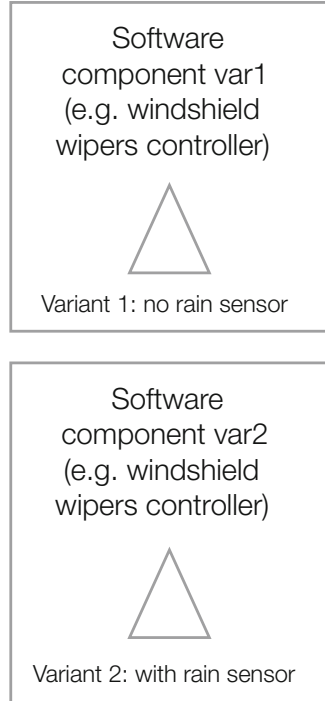 Software
component var1
(e.g. windshield
wipers controller)
Variant 1: no rain sensor
Software
component var2
(e.g. windshield
wipers controller)
Variant 2: with rain sensor